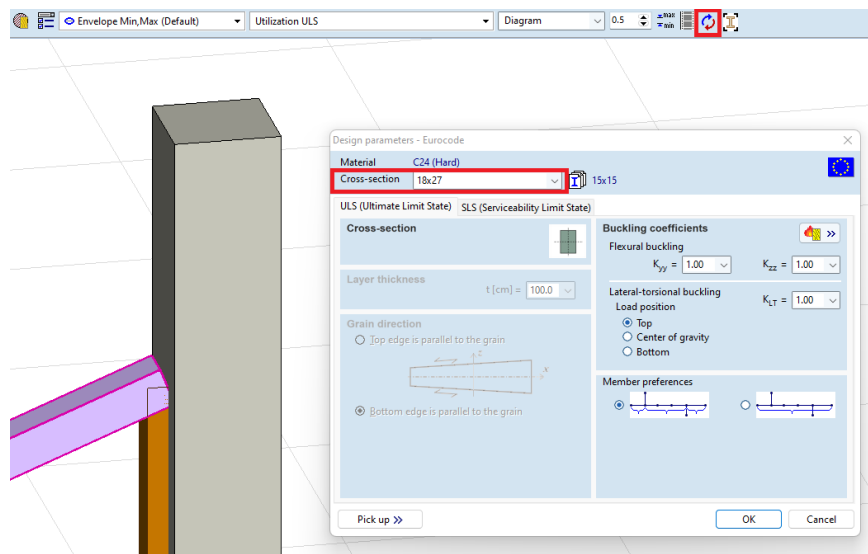 Envelope Min,Max (Default) Utilization ULS Diagram 0.5 max min
Design parameters - Eurocode
Material C24 (Hard)
Cross-section 18x27 15x15
ULS (Ultimate Limit State) SLS (Serviceability Limit State)
Cross-section
Layer thickness
t [cm] = 100.0
Grain direction
Top edge is parallel to the grain
z
x
Bottom edge is parallel to the grain
Buckling coefficients
Flexural buckling
Kyy = 1.00 Kzz = 1.00
Lateral-torsional buckling KLT = 1.00
Load position
Top
Center of gravity
Bottom
Member preferences
Pick up >> OK Cancel